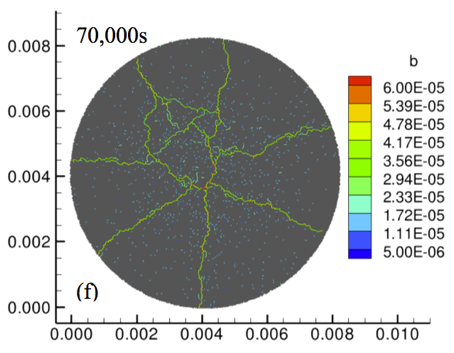 70,000s
(f)
0.008
0.006
0.004
0.002
0.000
0.000 0.002 0.004 0.006 0.008 0.010
b
6.00E-05
5.39E-05
4.78E-05
4.17E-05
3.56E-05
2.94E-05
2.33E-05
1.72E-05
1.11E-05
5.00E-06